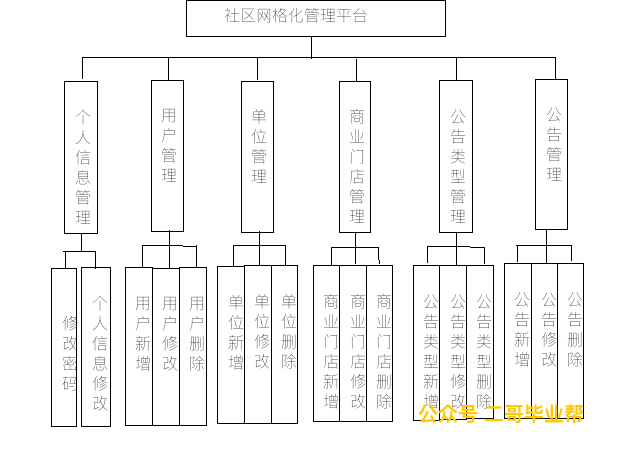 社区网格化管理平台
个人信息管理
用户管理
单位管理
商业门店管理
公告类型管理
公告管理
修改密码
个人信息修改
用户新增
用户修改
用户删除
单位新增
单位修改
单位删除
商业门店新增
商业门店修改
商业门店删除
公告类型新增
公告类型修改
公告类型删除
公告新增
公告修改
公告删除
公众号 二哥毕业帮